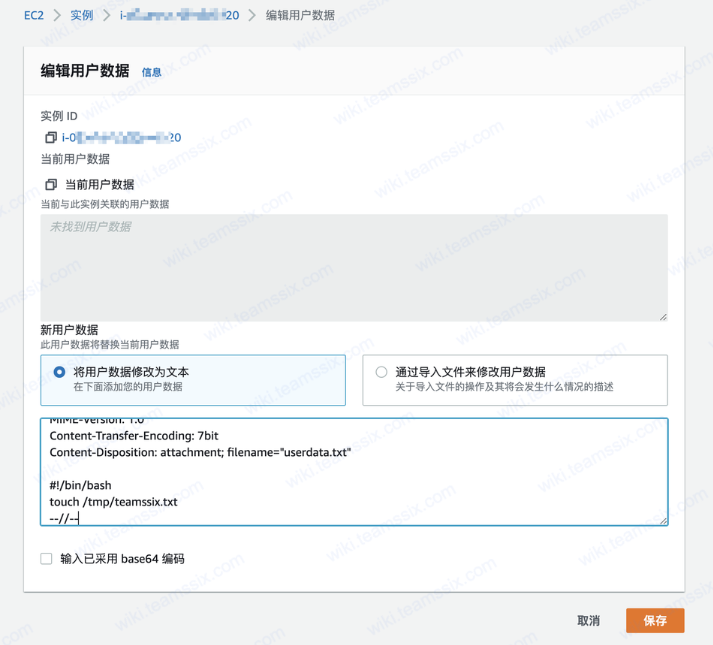 EC2 > 实例 > i-20 > 编辑用户数据
编辑用户数据 信息
实例 ID
i-0 20
当前用户数据
当前用户数据
当前与此实例关联的用户数据
未找到用户数据
新用户数据
此用户数据将替换当前用户数据
将用户数据修改为文本
在下面添加您的用户数据
通过导入文件来修改用户数据
关于导入文件的操作及其将会发生什么情况的描述
MIME-Version: 1.0
Content-Transfer-Encoding: 7bit
Content-Disposition: attachment; filename="userdata.txt"
#!/bin/bash
touch /tmp/teamssix.txt
--//--
输入已采用 base64 编码
取消 保存
wiki.teamssix.com